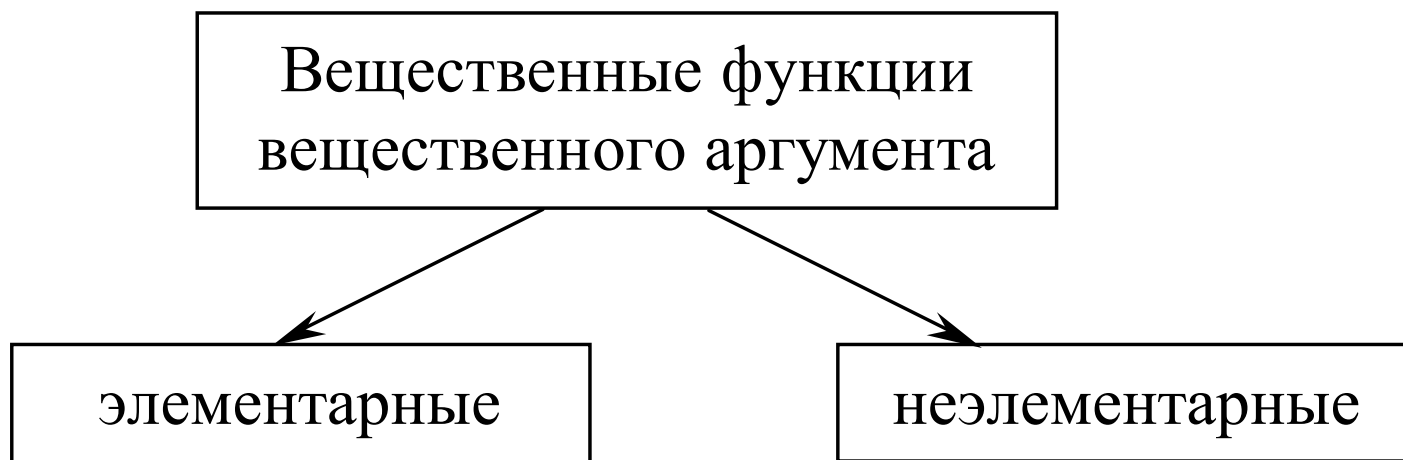 Вещественные функции
вещественного аргумента
элементарные
неэлементарные